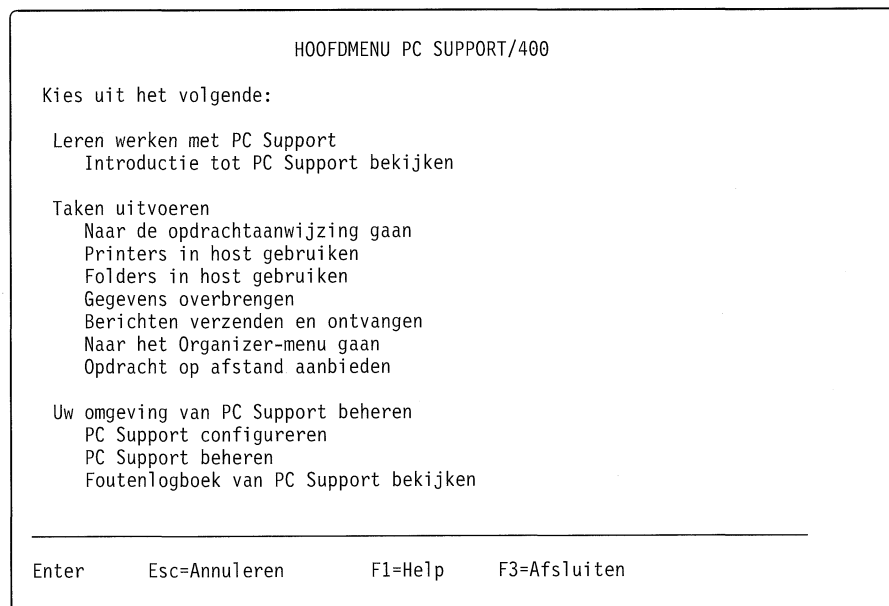 HOOFDMENU PC SUPPORT/400
Kies uit het volgende:
Leren werken met PC Support
Introductie tot PC Support bekijken
Taken uitvoeren
Naar de opdrachtaanwijzing gaan
Printers in host gebruiken
Folders in host gebruiken
Gegevens overbrengen
Berichten verzenden en ontvangen
Naar het Organizer-menu gaan
Opdracht op afstand aanbieden
Uw omgeving van PC Support beheren
PC Support configureren
PC Support beheren
Foutenlogboek van PC Support bekijken
Enter Esc=Annuleren F1=Help F3=Afsluiten